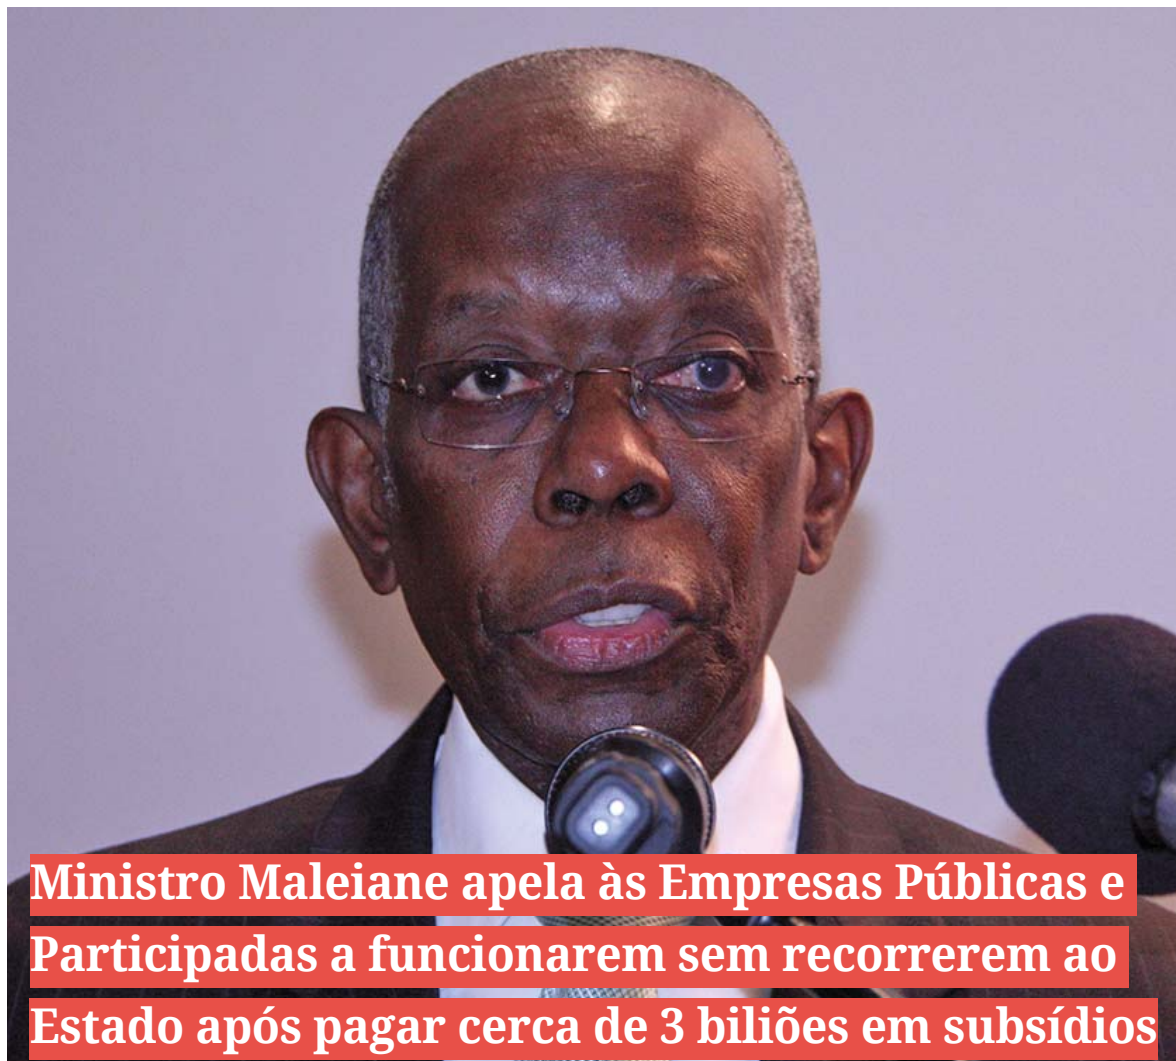 Ministro Maleiane apela às Empresas Públicas e
Participadas a funcionarem sem recorrerem ao
Estado após pagar cerca de 3 biliões em subsídios